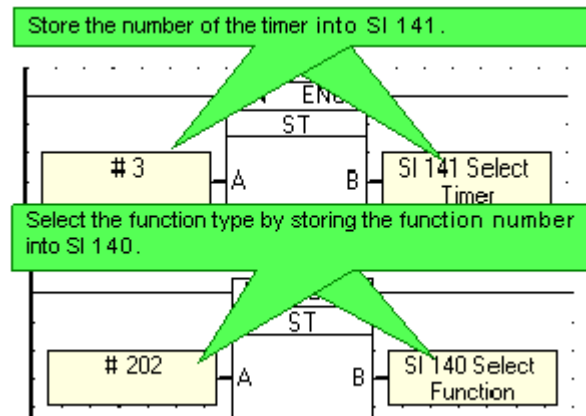 Store the number of the timer into SI 141.
EN
ST
# 3
A
B
SI 141 Select
Timer
Select the function type by storing the function number
into SI 140.
ST
# 202
A
B
SI 140 Select
Function